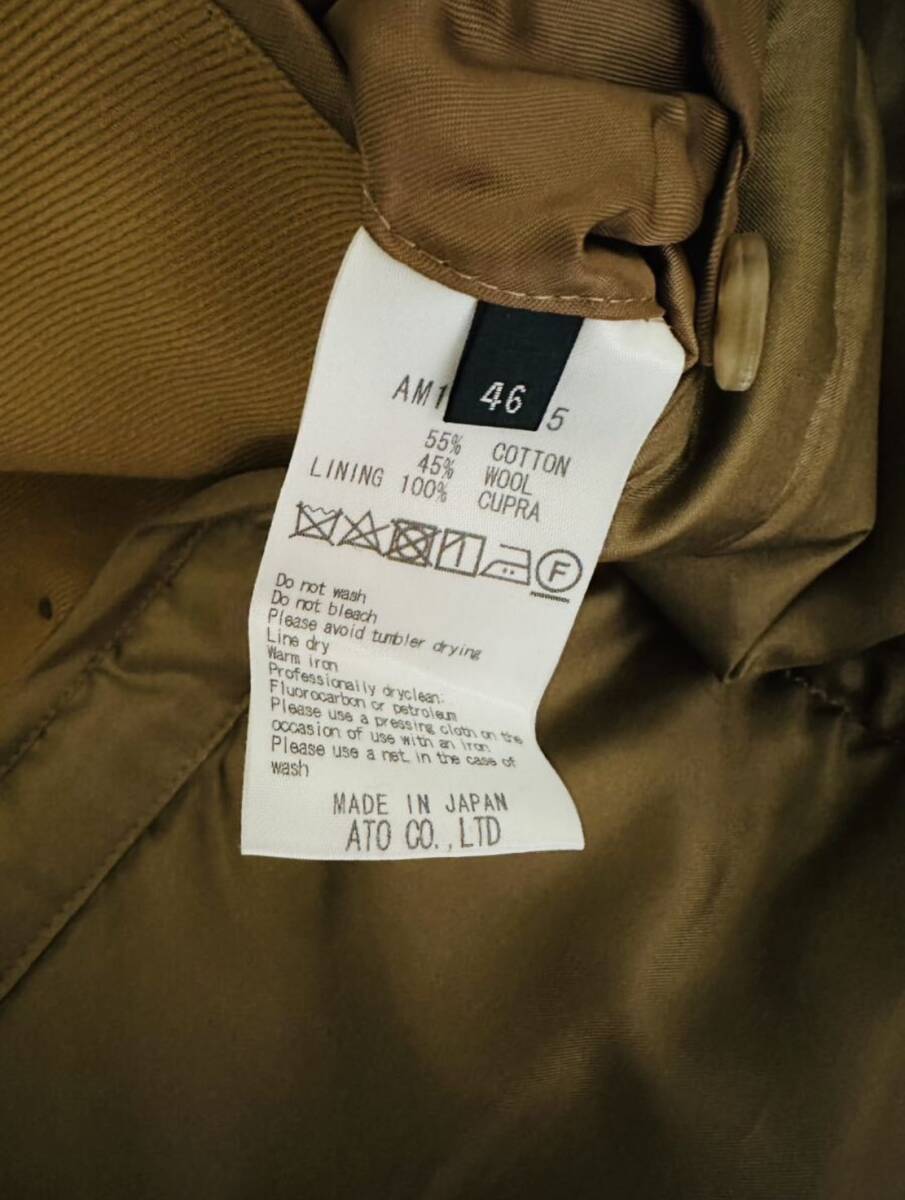 46
AM1 5
55% COTTON
45% WOOL
LINING 100% CUPRA
F
Do not wash
Do not bleach
Please avoid tumbler drying
Line dry
Warm iron
Professionally dryclean.
Fluorocarbon or petroleum
Please use a pressing cloth on the
occasion of use with an iron.
Please use a net, in the case of
wash
MADE IN JAPAN
ATO CO.,LTD